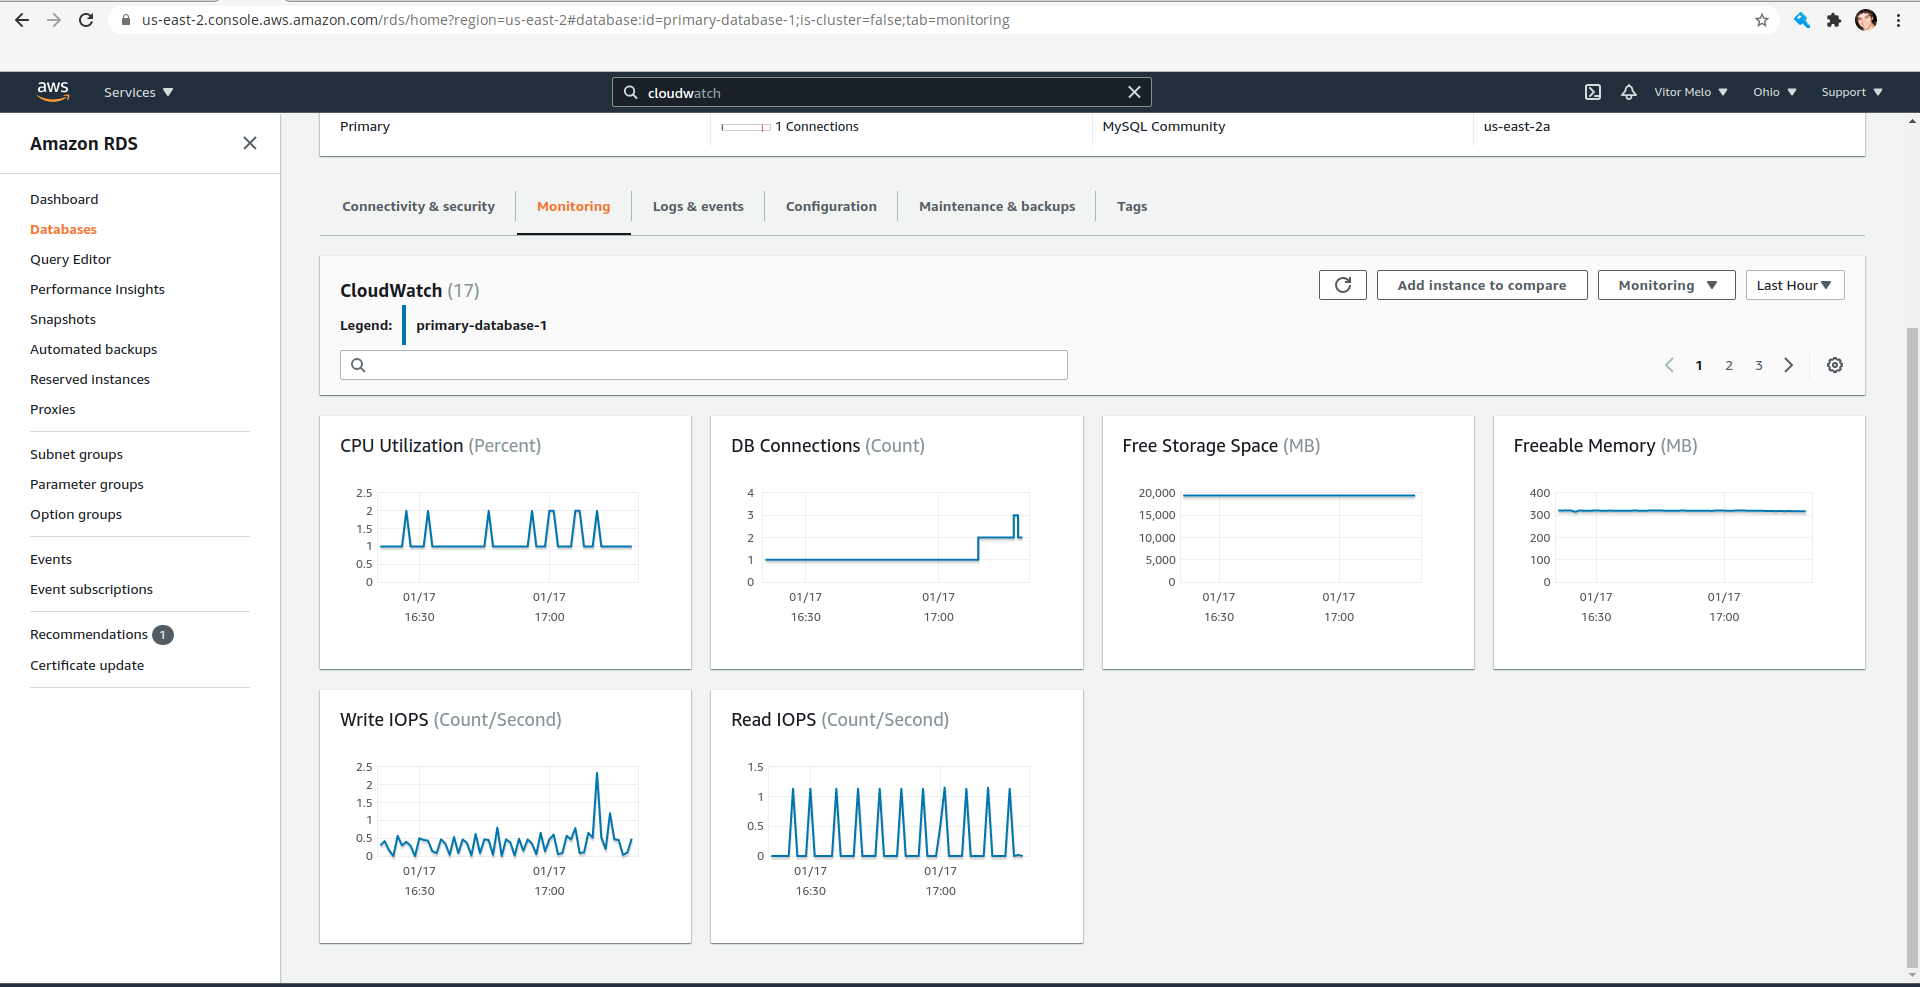 us-east-2.console.aws.amazon.com/rds/home?region=us-east-2#database:id=primary-database-1;is-cluster=false;tab=monitoring
aws Services cloudwatch Vitor Melo Ohio Support
Amazon RDS
Dashboard
Databases
Query Editor
Performance Insights
Snapshots
Automated backups
Reserved instances
Proxies
Subnet groups
Parameter groups
Option groups
Events
Event subscriptions
Recommendations 1
Certificate update
Primary 1 Connections MySQL Community us-east-2a
Connectivity & security Monitoring Logs & events Configuration Maintenance & backups Tags
CloudWatch (17)
Add instance to compare Monitoring Last Hour
Legend: primary-database-1
1 2 3
CPU Utilization (Percent)
2.5
2
1.5
1
0.5
0
01/17 01/17
16:30 17:00
DB Connections (Count)
4
3
2
1
0
01/17 01/17
16:30 17:00
Free Storage Space (MB)
20,000
15,000
10,000
5,000
0
01/17 01/17
16:30 17:00
Freeable Memory (MB)
400
300
200
100
0
01/17 01/17
16:30 17:00
Write IOPS (Count/Second)
2.5
2
1.5
1
0.5
0
01/17 01/17
16:30 17:00
Read IOPS (Count/Second)
1.5
1
0.5
0
01/17 01/17
16:30 17:00